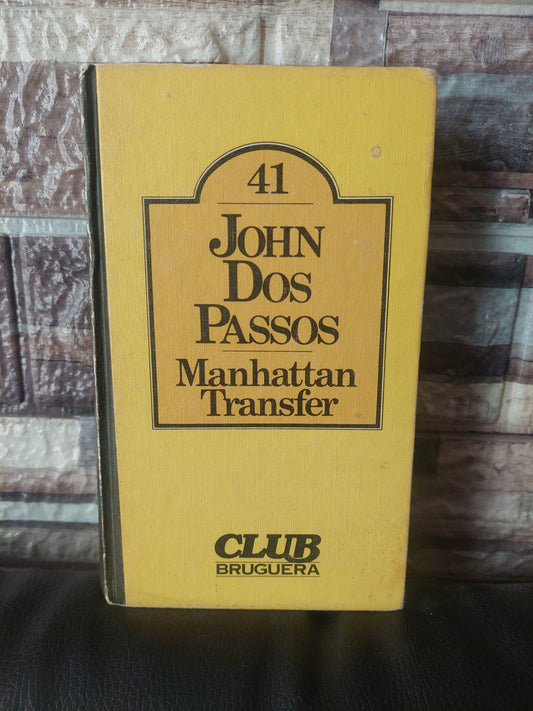 41
JOHN
DOS
PASSOS
Manhattan
Transfer
CLUB
BRUGUERA